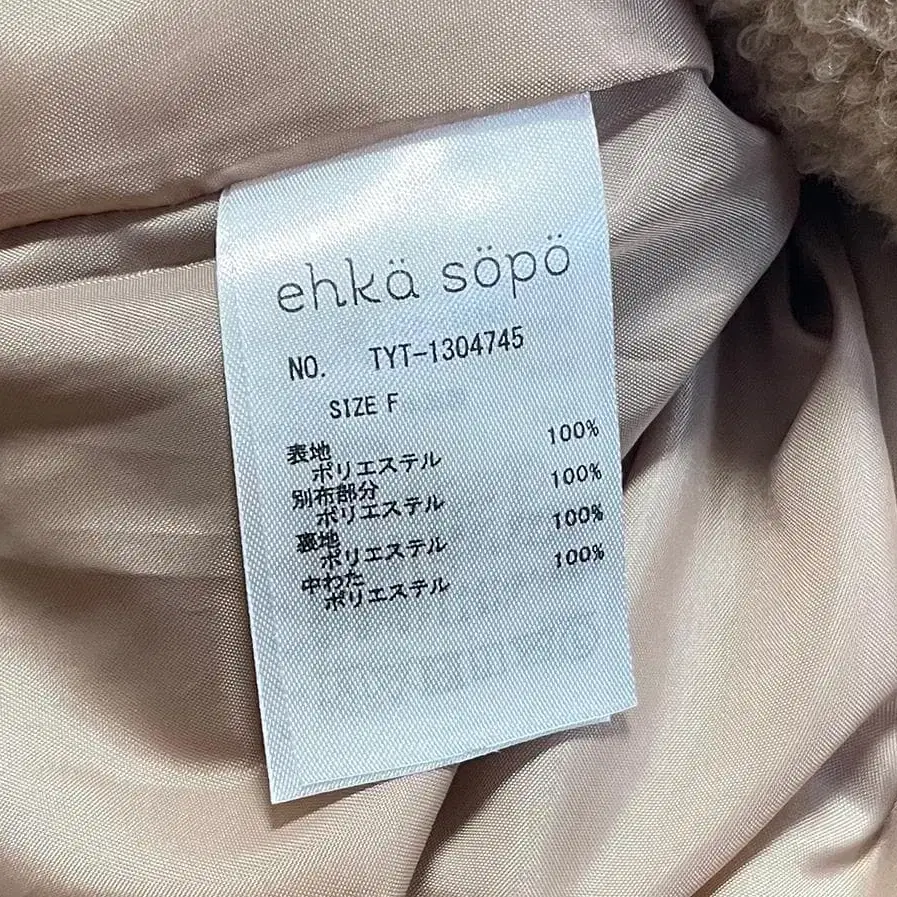 ehkä söpö
NO. TYT-1304745
SIZE F
表地
ポリエステル 100%
別布部分
ポリエステル 100%
裏地
ポリエステル 100%
中わた
ポリエステル 100%